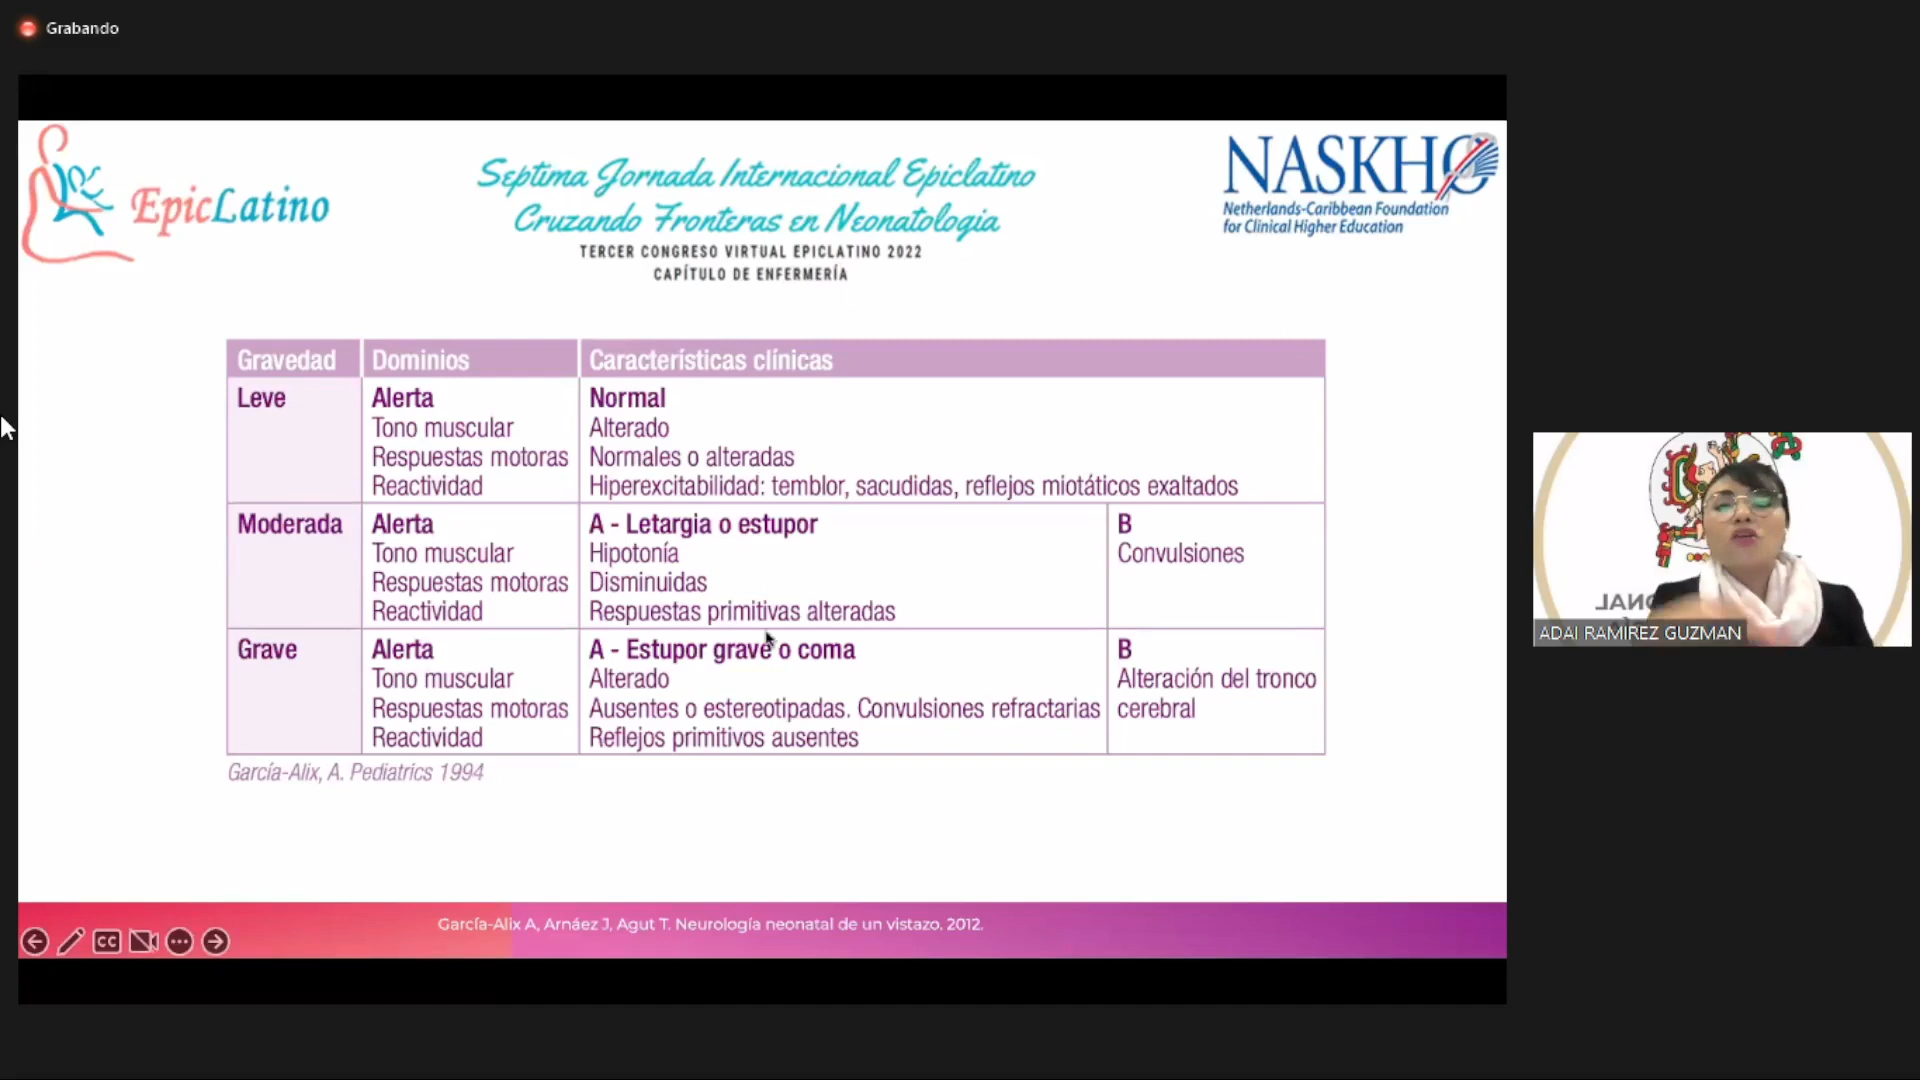 Grabando
EpicLatino
Septima Jornada Internacional Epiclatino
Cruzando Fronteras en Neonatologia
TERCER CONGRESO VIRTUAL EPICLATINO 2022
CAPÍTULO DE ENFERMERÍA
NASKHO
Netherlands-Caribbean Foundation
for Clinical Higher Education
Gravedad Dominios Características clínicas
Leve Alerta Normal
Tono muscular Alterado
Respuestas motoras Normales o alteradas
Reactividad Hiperexcitabilidad: temblor, sacudidas, reflejos miotáticos exaltados
Moderada Alerta A - Letargia o estupor B
Tono muscular Hipotonía Convulsiones
Respuestas motoras Disminuidas
Reactividad Respuestas primitivas alteradas
Grave Alerta A - Estupor grave o coma B
Tono muscular Alterado Alteración del tronco
Respuestas motoras Ausentes o estereotipadas. Convulsiones refractarias cerebral
Reactividad Reflejos primitivos ausentes
García-Alix, A. Pediatrics 1994
García-Alix A, Arnáez J, Agut T. Neurología neonatal de un vistazo. 2012.
CC
ADAI RAMIREZ GUZMAN